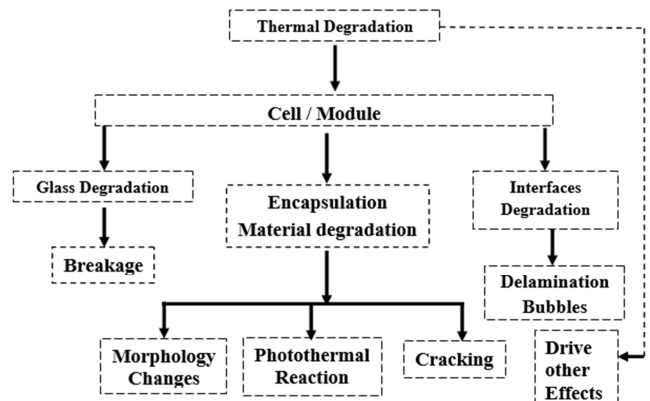 Thermal Degradation
Cell / Module
Glass Degradation
Encapsulation
Material degradation
Interfaces
Degradation
Breakage
Delamination
Bubbles
Morphology
Changes
Photothermal
Reaction
Cracking
Drive
other
Effects